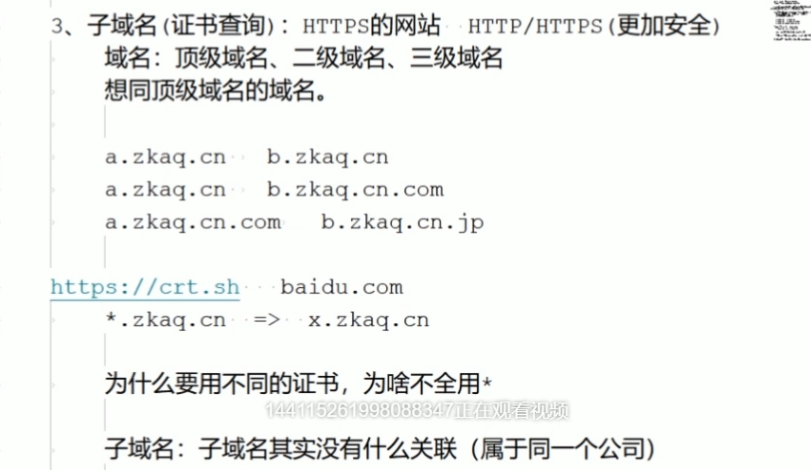 3、子域名(证书查询)：HTTPS的网站  HTTP/HTTPS(更加安全)
域名：顶级域名、二级域名、三级域名
想同顶级域名的域名。
a.zkaq.cn  b.zkaq.cn
a.zkaq.cn  b.zkaq.cn.com
a.zkaq.cn.com  b.zkaq.cn.jp
https://crt.sh  baidu.com
*.zkaq.cn => x.zkaq.cn
为什么要用不同的证书，为啥不全用*
144115261998088347正在观看视频
子域名：子域名其实没有什么关联（属于同一个公司）